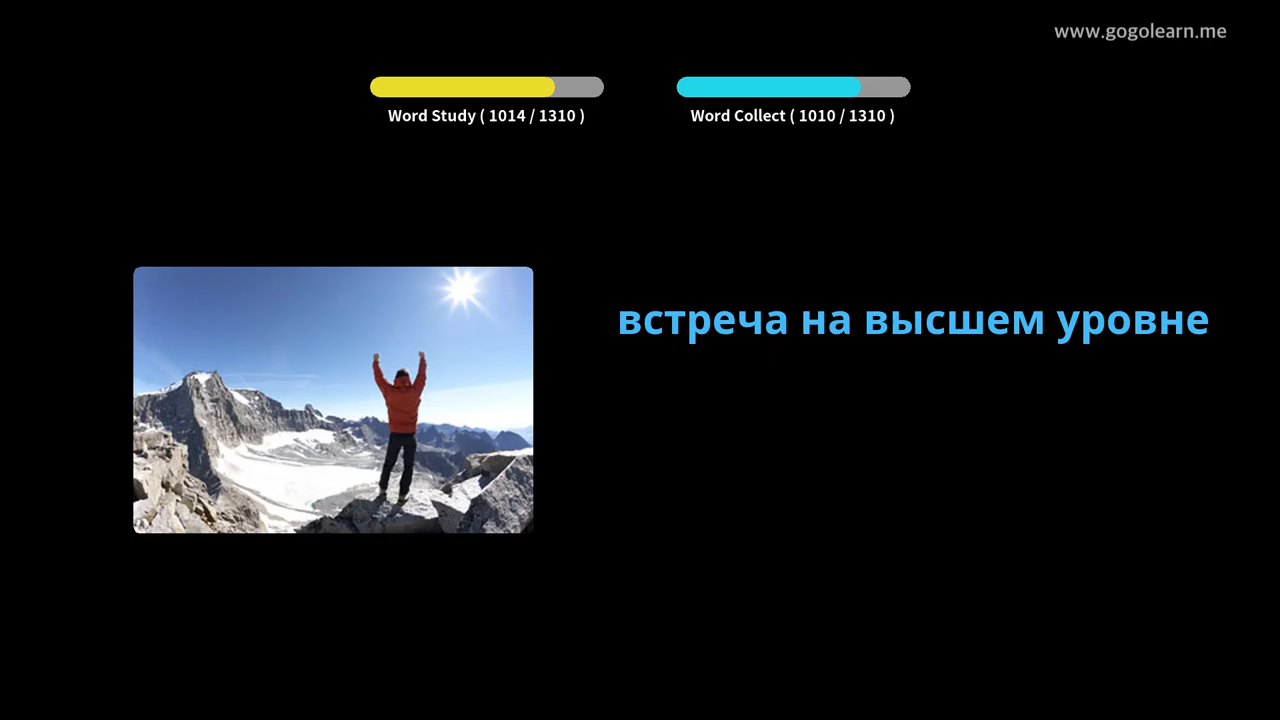 www.gogolearn.me
Word Study ( 1014 / 1310 )
Word Collect ( 1010 / 1310 )
встреча на высшем уровне